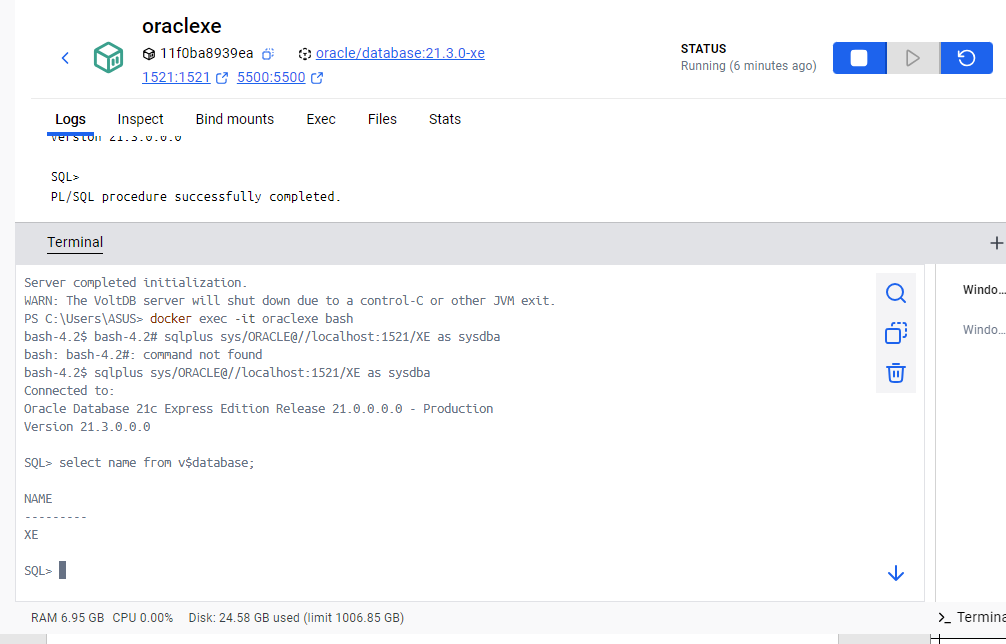 oraclexe
11f0ba8939ea oracle/database:21.3.0-xe
1521:1521 5500:5500
STATUS
Running (6 minutes ago)
Logs Inspect Bind mounts Exec Files Stats
Version 21.3.0.0.0
SQL>
PL/SQL procedure successfully completed.
Terminal
Server completed initialization.
WARN: The VoltDB server will shut down due to a control-C or other JVM exit.
PS C:\Users\ASUS> docker exec -it oraclexe bash
bash-4.2$ bash-4.2# sqlplus sys/ORACLE@//localhost:1521/XE as sysdba
bash: bash-4.2#: command not found
bash-4.2$ sqlplus sys/ORACLE@//localhost:1521/XE as sysdba
Connected to:
Oracle Database 21c Express Edition Release 21.0.0.0.0 - Production
Version 21.3.0.0.0
SQL> select name from v$database;
NAME
---------
XE
SQL>
Windo...
Windo...
RAM 6.95 GB CPU 0.00% Disk: 24.58 GB used (limit 1006.85 GB)
>_ Termina